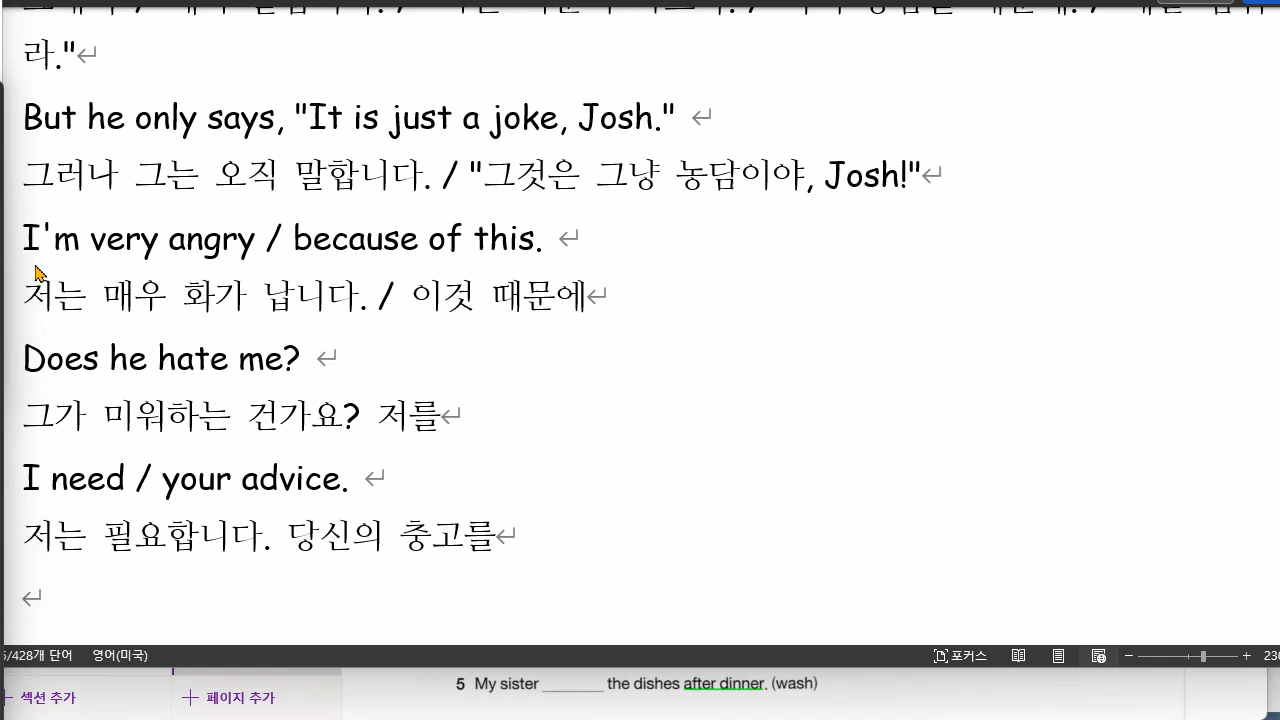 라."
But he only says, "It is just a joke, Josh."
그러나 그는 오직 말합니다. / "그것은 그냥 농담이야, Josh!"
I'm very angry / because of this.
저는 매우 화가 납니다. / 이것 때문에
Does he hate me?
그가 미워하는 건가요? 저를
I need / your advice.
저는 필요합니다. 당신의 충고를
/428개 단어 영어(미국) 포커스
섹션 추가 페이지 추가
5 My sister ________ the dishes after dinner. (wash)